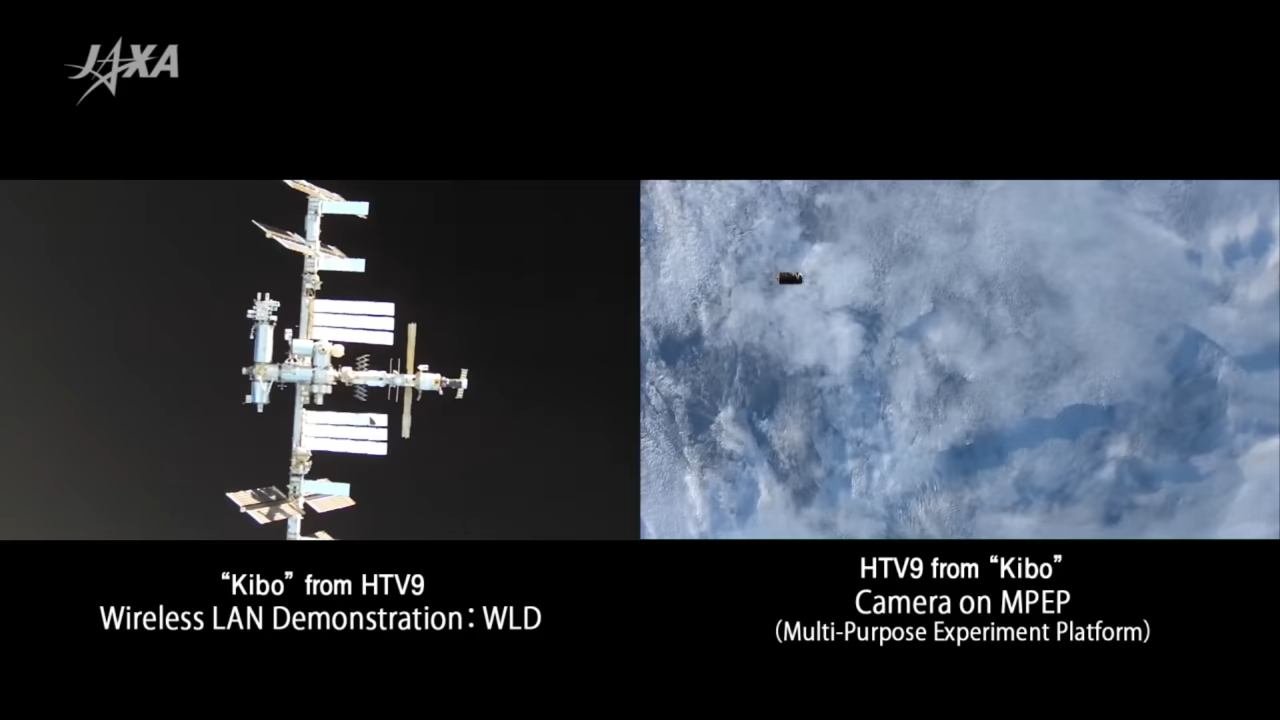 JAXA
“Kibo” from HTV9
Wireless LAN Demonstration: WLD
HTV9 from “Kibo”
Camera on MPEP
(Multi-Purpose Experiment Platform)